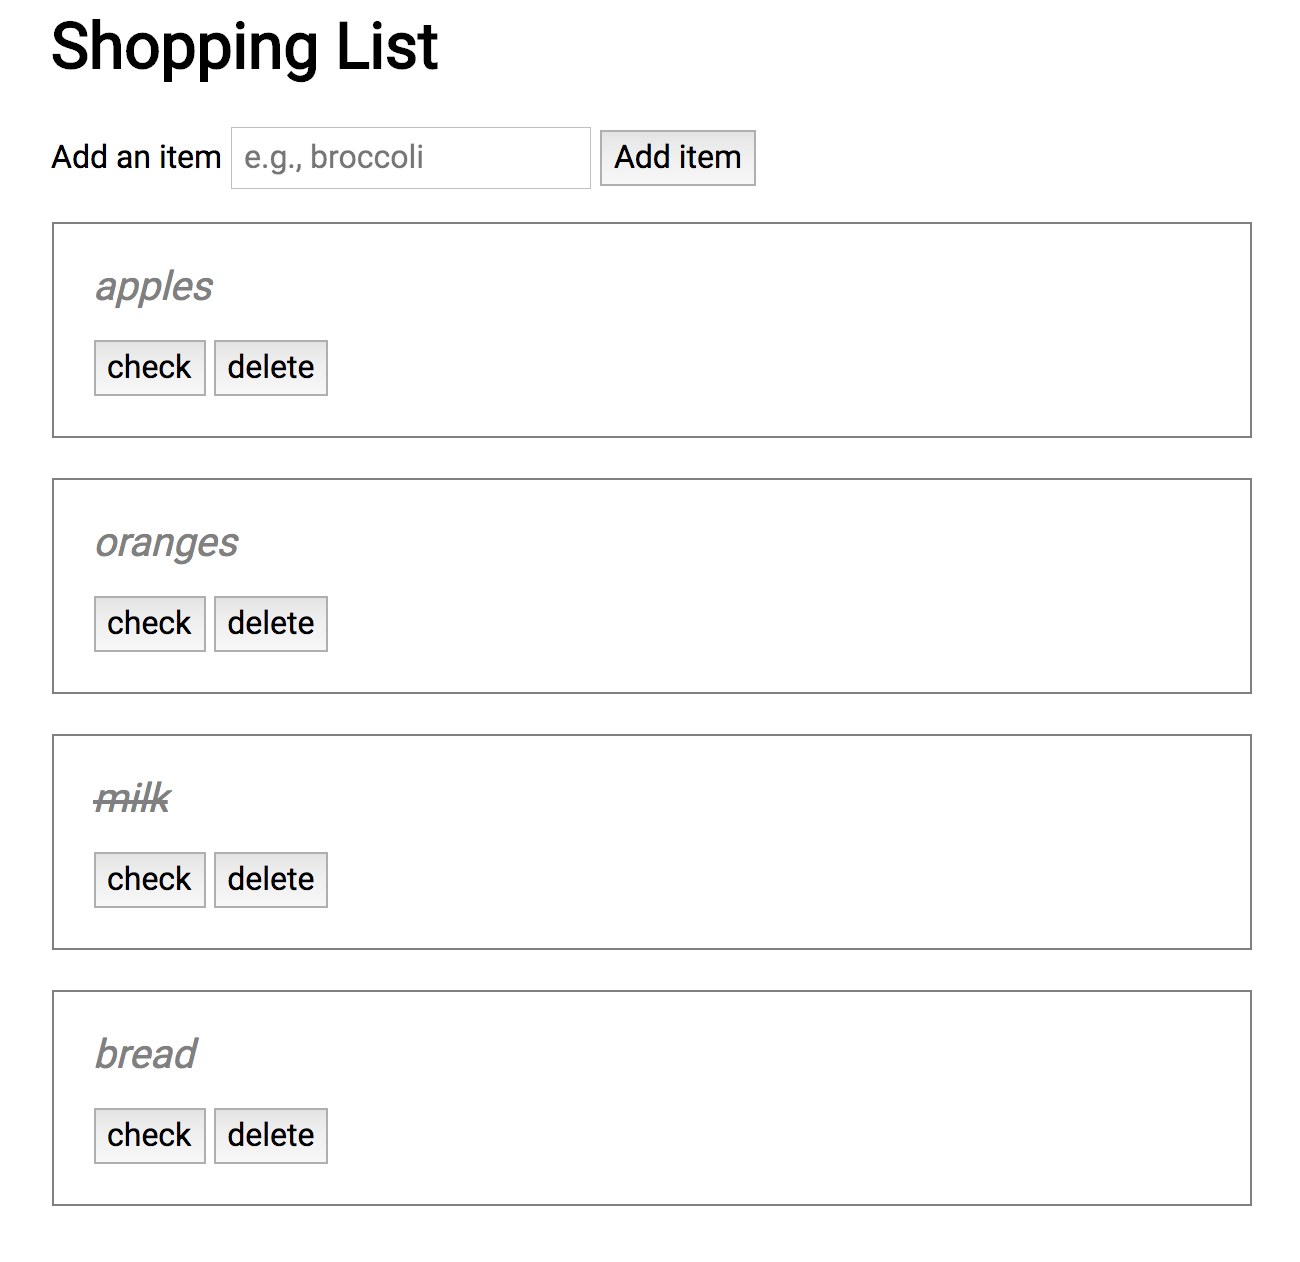 Shopping List
Add an item e.g., broccoli Add item
apples
check delete
oranges
check delete
milk
check delete
bread
check delete